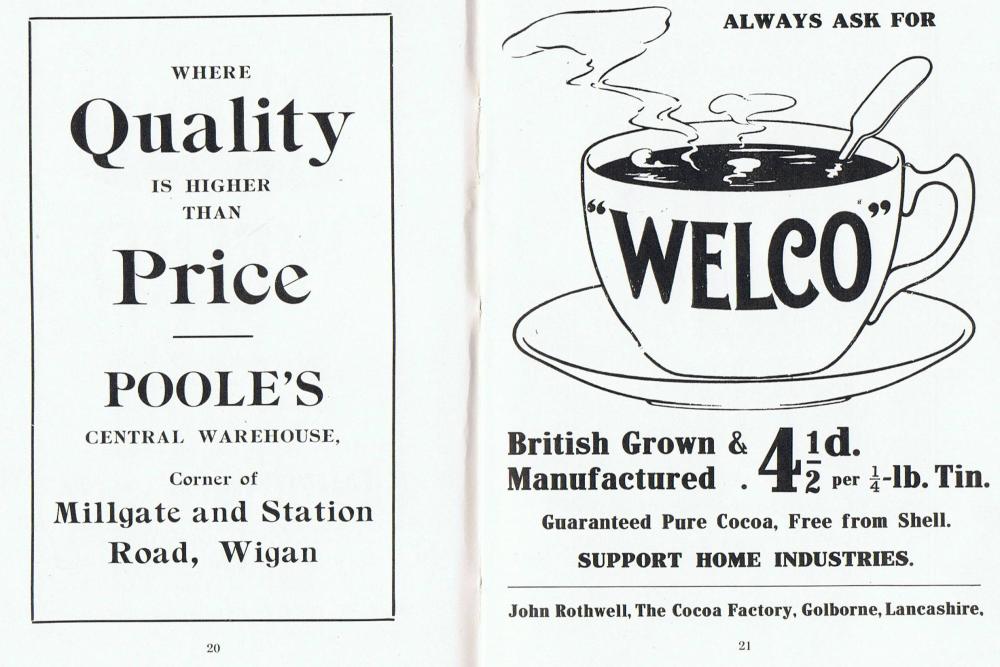 WHERE
Quality
IS HIGHER
THAN
Price
POOLE'S
CENTRAL WAREHOUSE,
Corner of
Millgate and Station
Road, Wigan
20
ALWAYS ASK FOR
"WELCO"
British Grown &
Manufactured .
4½d. per ¼-lb. Tin.
Guaranteed Pure Cocoa, Free from Shell.
SUPPORT HOME INDUSTRIES.
John Rothwell, The Cocoa Factory, Golborne, Lancashire.
21